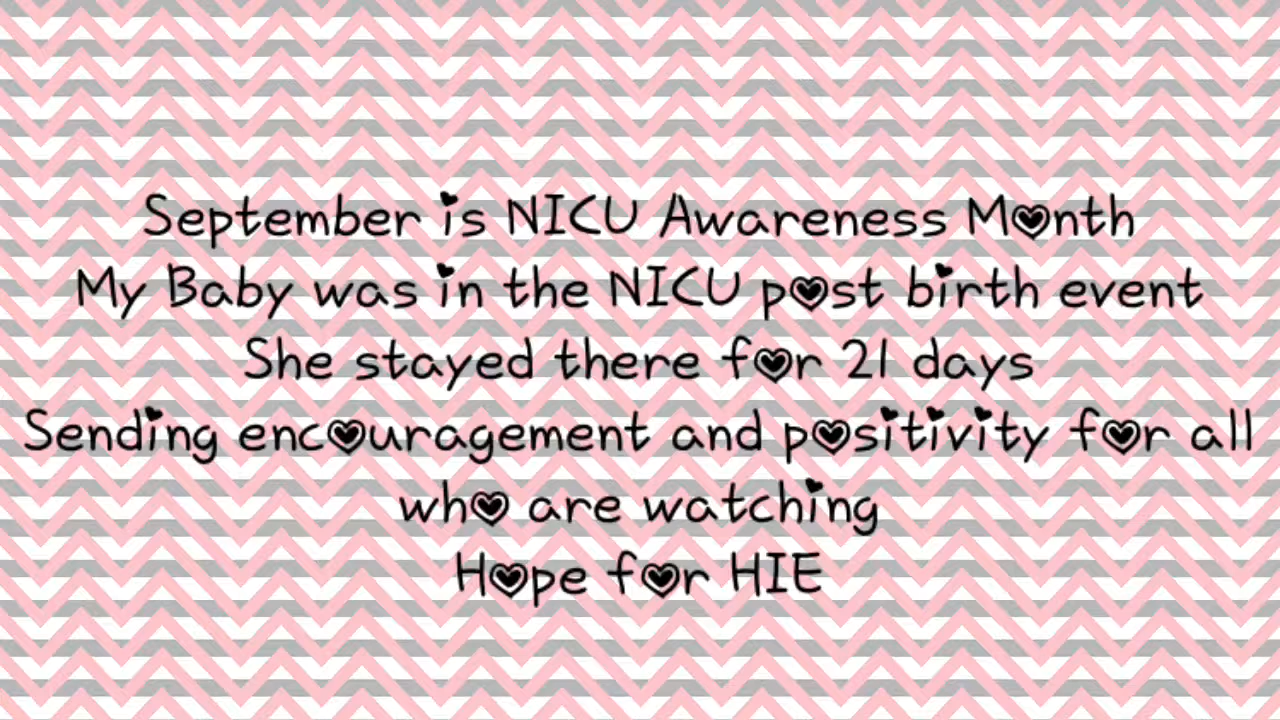 September is NICU Awareness Month
My Baby was in the NICU post birth event
She stayed there for 21 days
Sending encouragement and positivity for all
who are watching
Hope for HIE